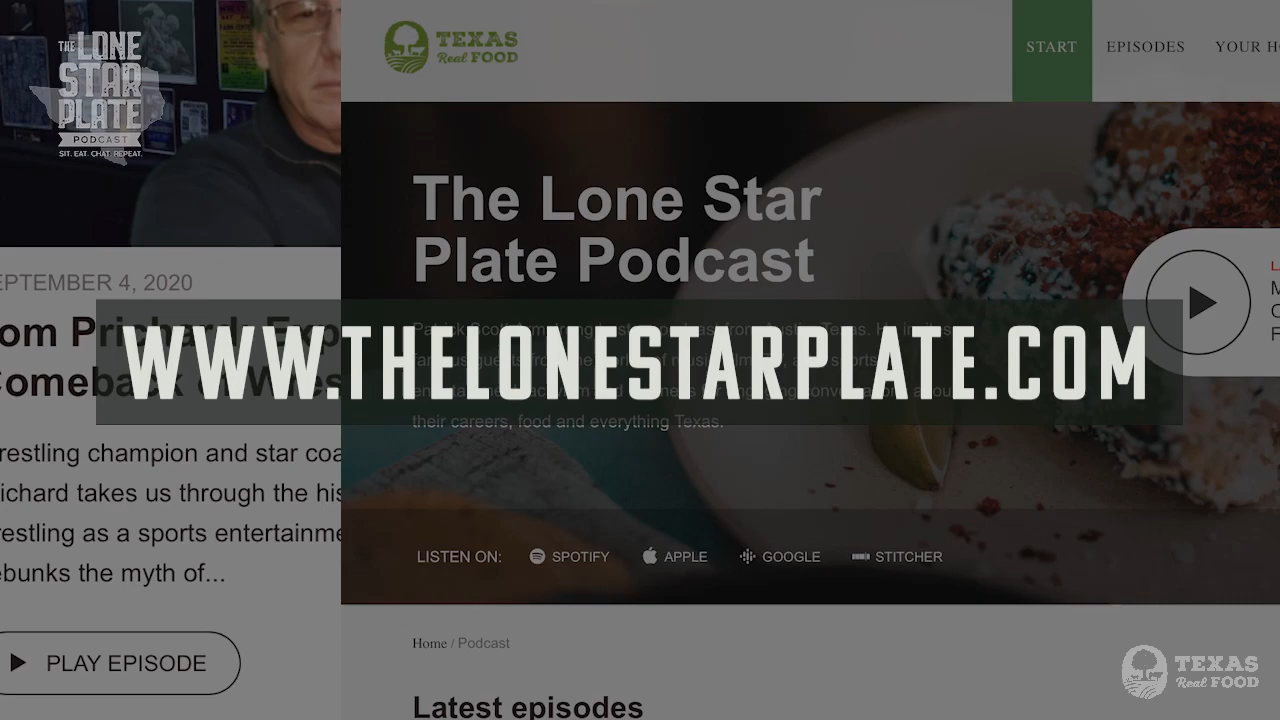 THE LONE
STAR
PLATE
PODCAST
SIT. EAT. CHAT. REPEAT.
TEXAS
Real FOOD
START
EPISODES
YOUR
The Lone Star
Plate Podcast
their careers, food and everything Texas.
WWW.THELONESTARPLATE.COM
LISTEN ON:
SPOTIFY
APPLE
GOOGLE
STITCHER
EPTEMBER 4, 2020
om
restling champion and star coa
ichard takes us through the his
restling as a sports entertainme
ebunks the myth of...
PLAY EPISODE
Home / Podcast
Latest episodes
TEXAS
Real FOOD